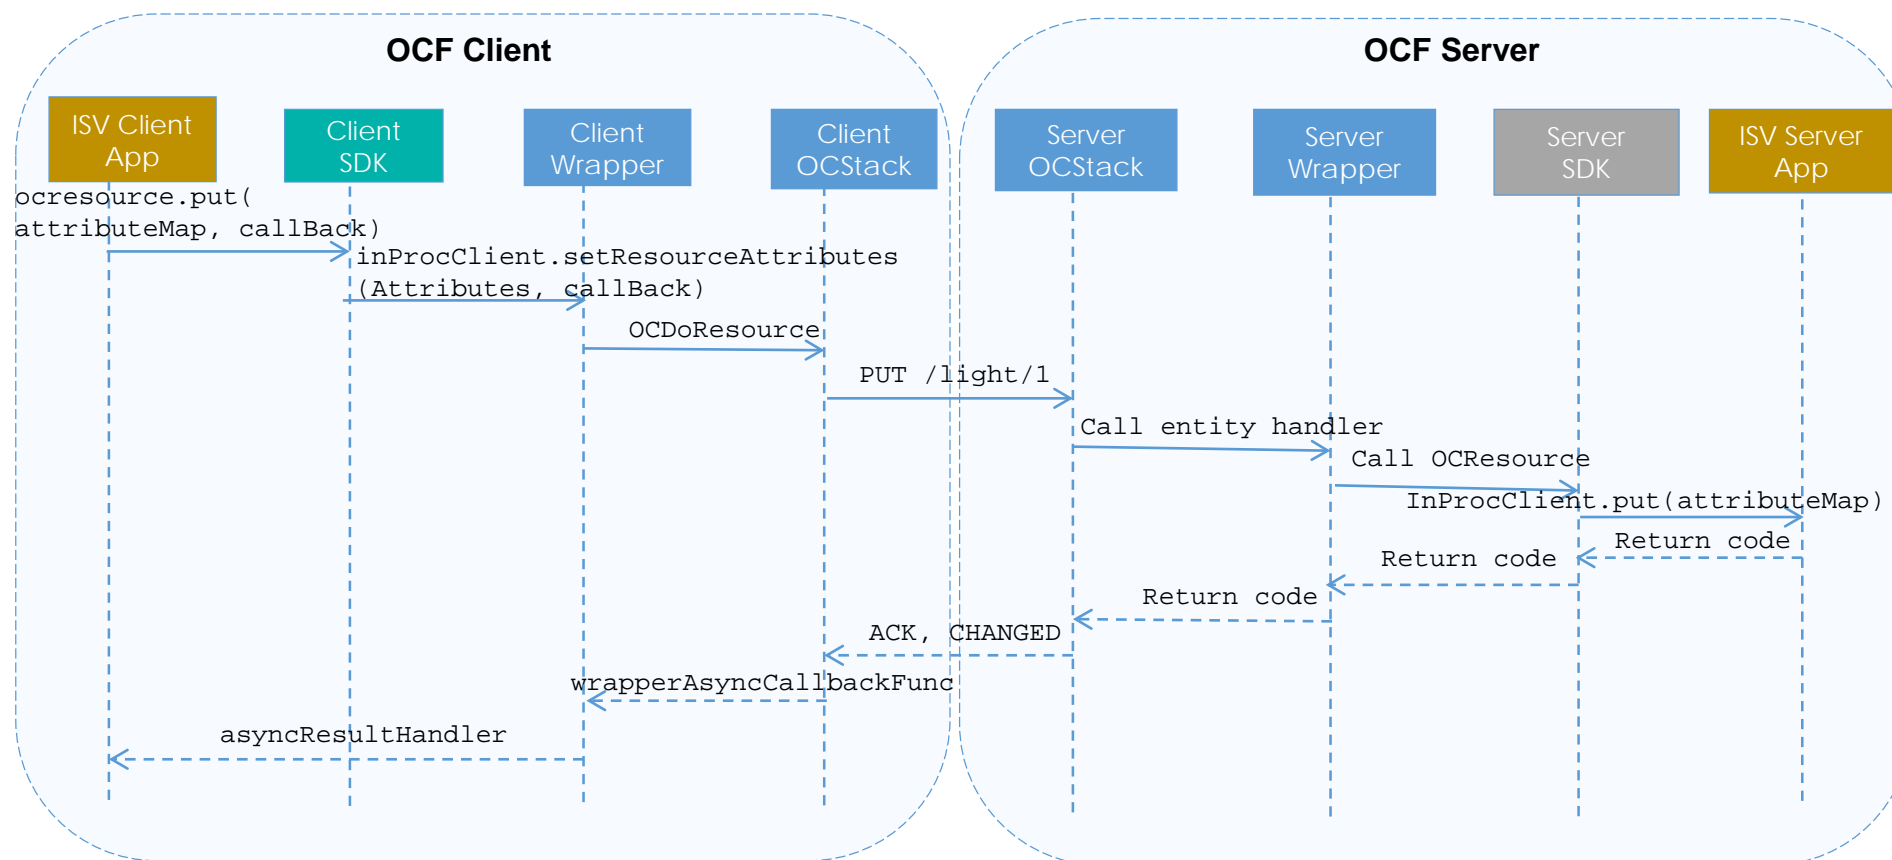 OCF Client
OCF Server
ISV Client
App
Client
SDK
Client
Wrapper
Client
OCStack
Server
OCStack
Server
Wrapper
Server
SDK
ISV Server
App
ocresource.put(
attributeMap, callBack)
inProcClient.setResourceAttributes
(Attributes, callBack)
OCDoResource
PUT /light/1
Call entity handler
Call OCResource
InProcClient.put(attributeMap)
Return code
Return code
Return code
ACK, CHANGED
wrapperAsyncCallbackFunc
asyncResultHandler